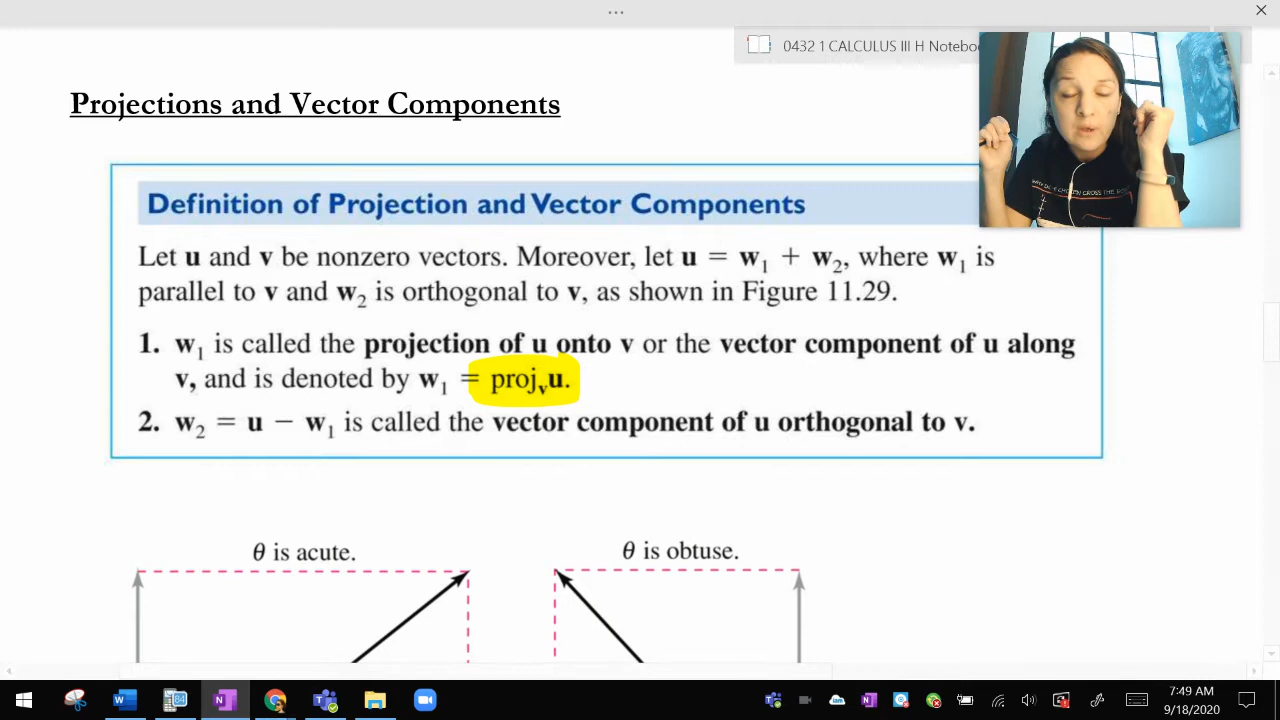 0432 1 CALCULUS III H Notebo
Projections and Vector Components
Definition of Projection and Vector Components
Let u and v be nonzero vectors. Moreover, let u = w₁ + w₂, where w₁ is
parallel to v and w₂ is orthogonal to v, as shown in Figure 11.29.
1. w₁ is called the projection of u onto v or the vector component of u along
v, and is denoted by w₁ = projᵥu.
2. w₂ = u − w₁ is called the vector component of u orthogonal to v.
θ is acute.
θ is obtuse.
7:49 AM
9/18/2020